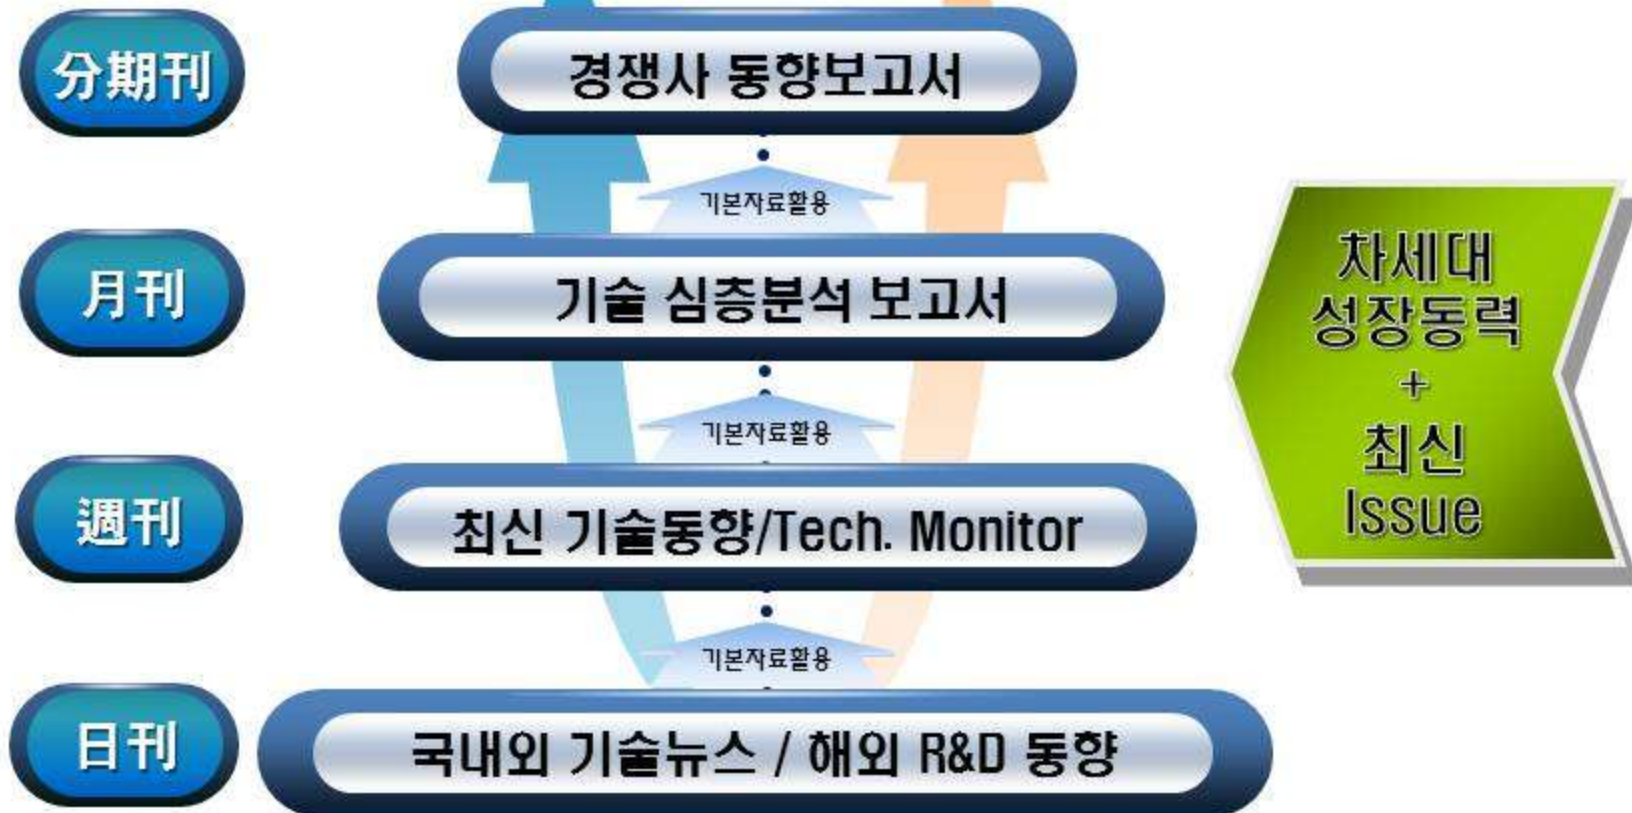 分期刊
경쟁사 동향보고서
기본자료활용
月刊
기술 심층분석 보고서
기본자료활용
週刊
최신 기술동향/Tech. Monitor
기본자료활용
日刊
국내외 기술뉴스 / 해외 R&D 동향
차세대
성장동력
+
최신
Issue